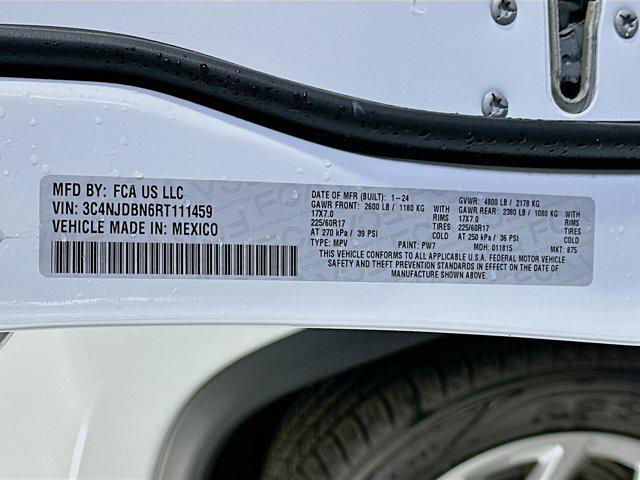 MFD BY: FCA US LLC
VIN: 3C4NJDBN6RT111459
VEHICLE MADE IN: MEXICO
DATE OF MFR (BUILT): 1-24
GAWR FRONT: 2600 LB / 1180 KG
17X7.0 RIMS
225/60R17 TIRES
AT 270 kPa / 39 PSI COLD
TYPE: MPV PAINT: PW7
GVWR: 4800 LB / 2178 KG
GAWR REAR: 2380 LB / 1080 KG
17X7.0 RIMS
225/60R17 TIRES
AT 250 kPa / 36 PSI COLD
MDH: 011815 MKT: 875
THIS VEHICLE CONFORMS TO ALL APPLICABLE U.S.A. FEDERAL MOTOR VEHICLE
SAFETY AND THEFT PREVENTION STANDARDS IN EFFECT ON THE DATE OF
MANUFACTURE SHOWN ABOVE.